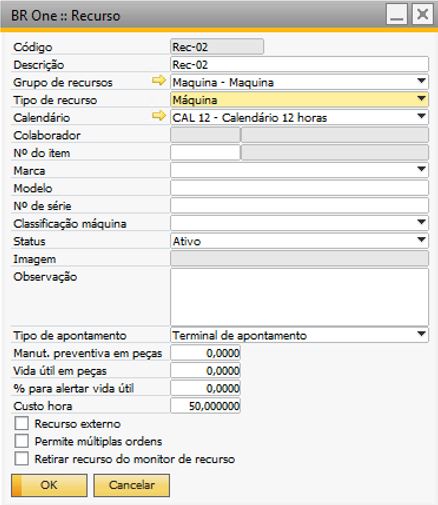 BR One :: Recurso
Código Rec-02
Descrição Rec-02
Grupo de recursos Maquina - Maquina
Tipo de recurso Máquina
Calendário CAL 12 - Calendário 12 horas
Colaborador
Nº do item
Marca
Modelo
Nº de série
Classificação máquina
Status Ativo
Imagem
Observação
Tipo de apontamento Terminal de apontamento
Manut. preventiva em peças 0,0000
Vida útil em peças 0,0000
% para alertar vida útil 0,0000
Custo hora 50,000000
Recurso externo
Permite múltiplas ordens
Retirar recurso do monitor de recurso
OK Cancelar